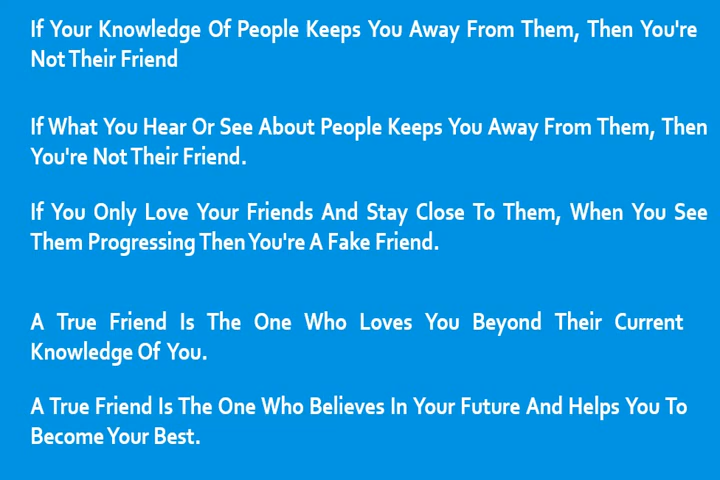 If Your Knowledge Of People Keeps You Away From Them, Then You're
Not Their Friend
If What You Hear Or See About People Keeps You Away From Them, Then
You're Not Their Friend.
If You Only Love Your Friends And Stay Close To Them, When You See
Them Progressing Then You're A Fake Friend.
A True Friend Is The One Who Loves You Beyond Their Current
Knowledge Of You.
A True Friend Is The One Who Believes In Your Future And Helps You To
Become Your Best.